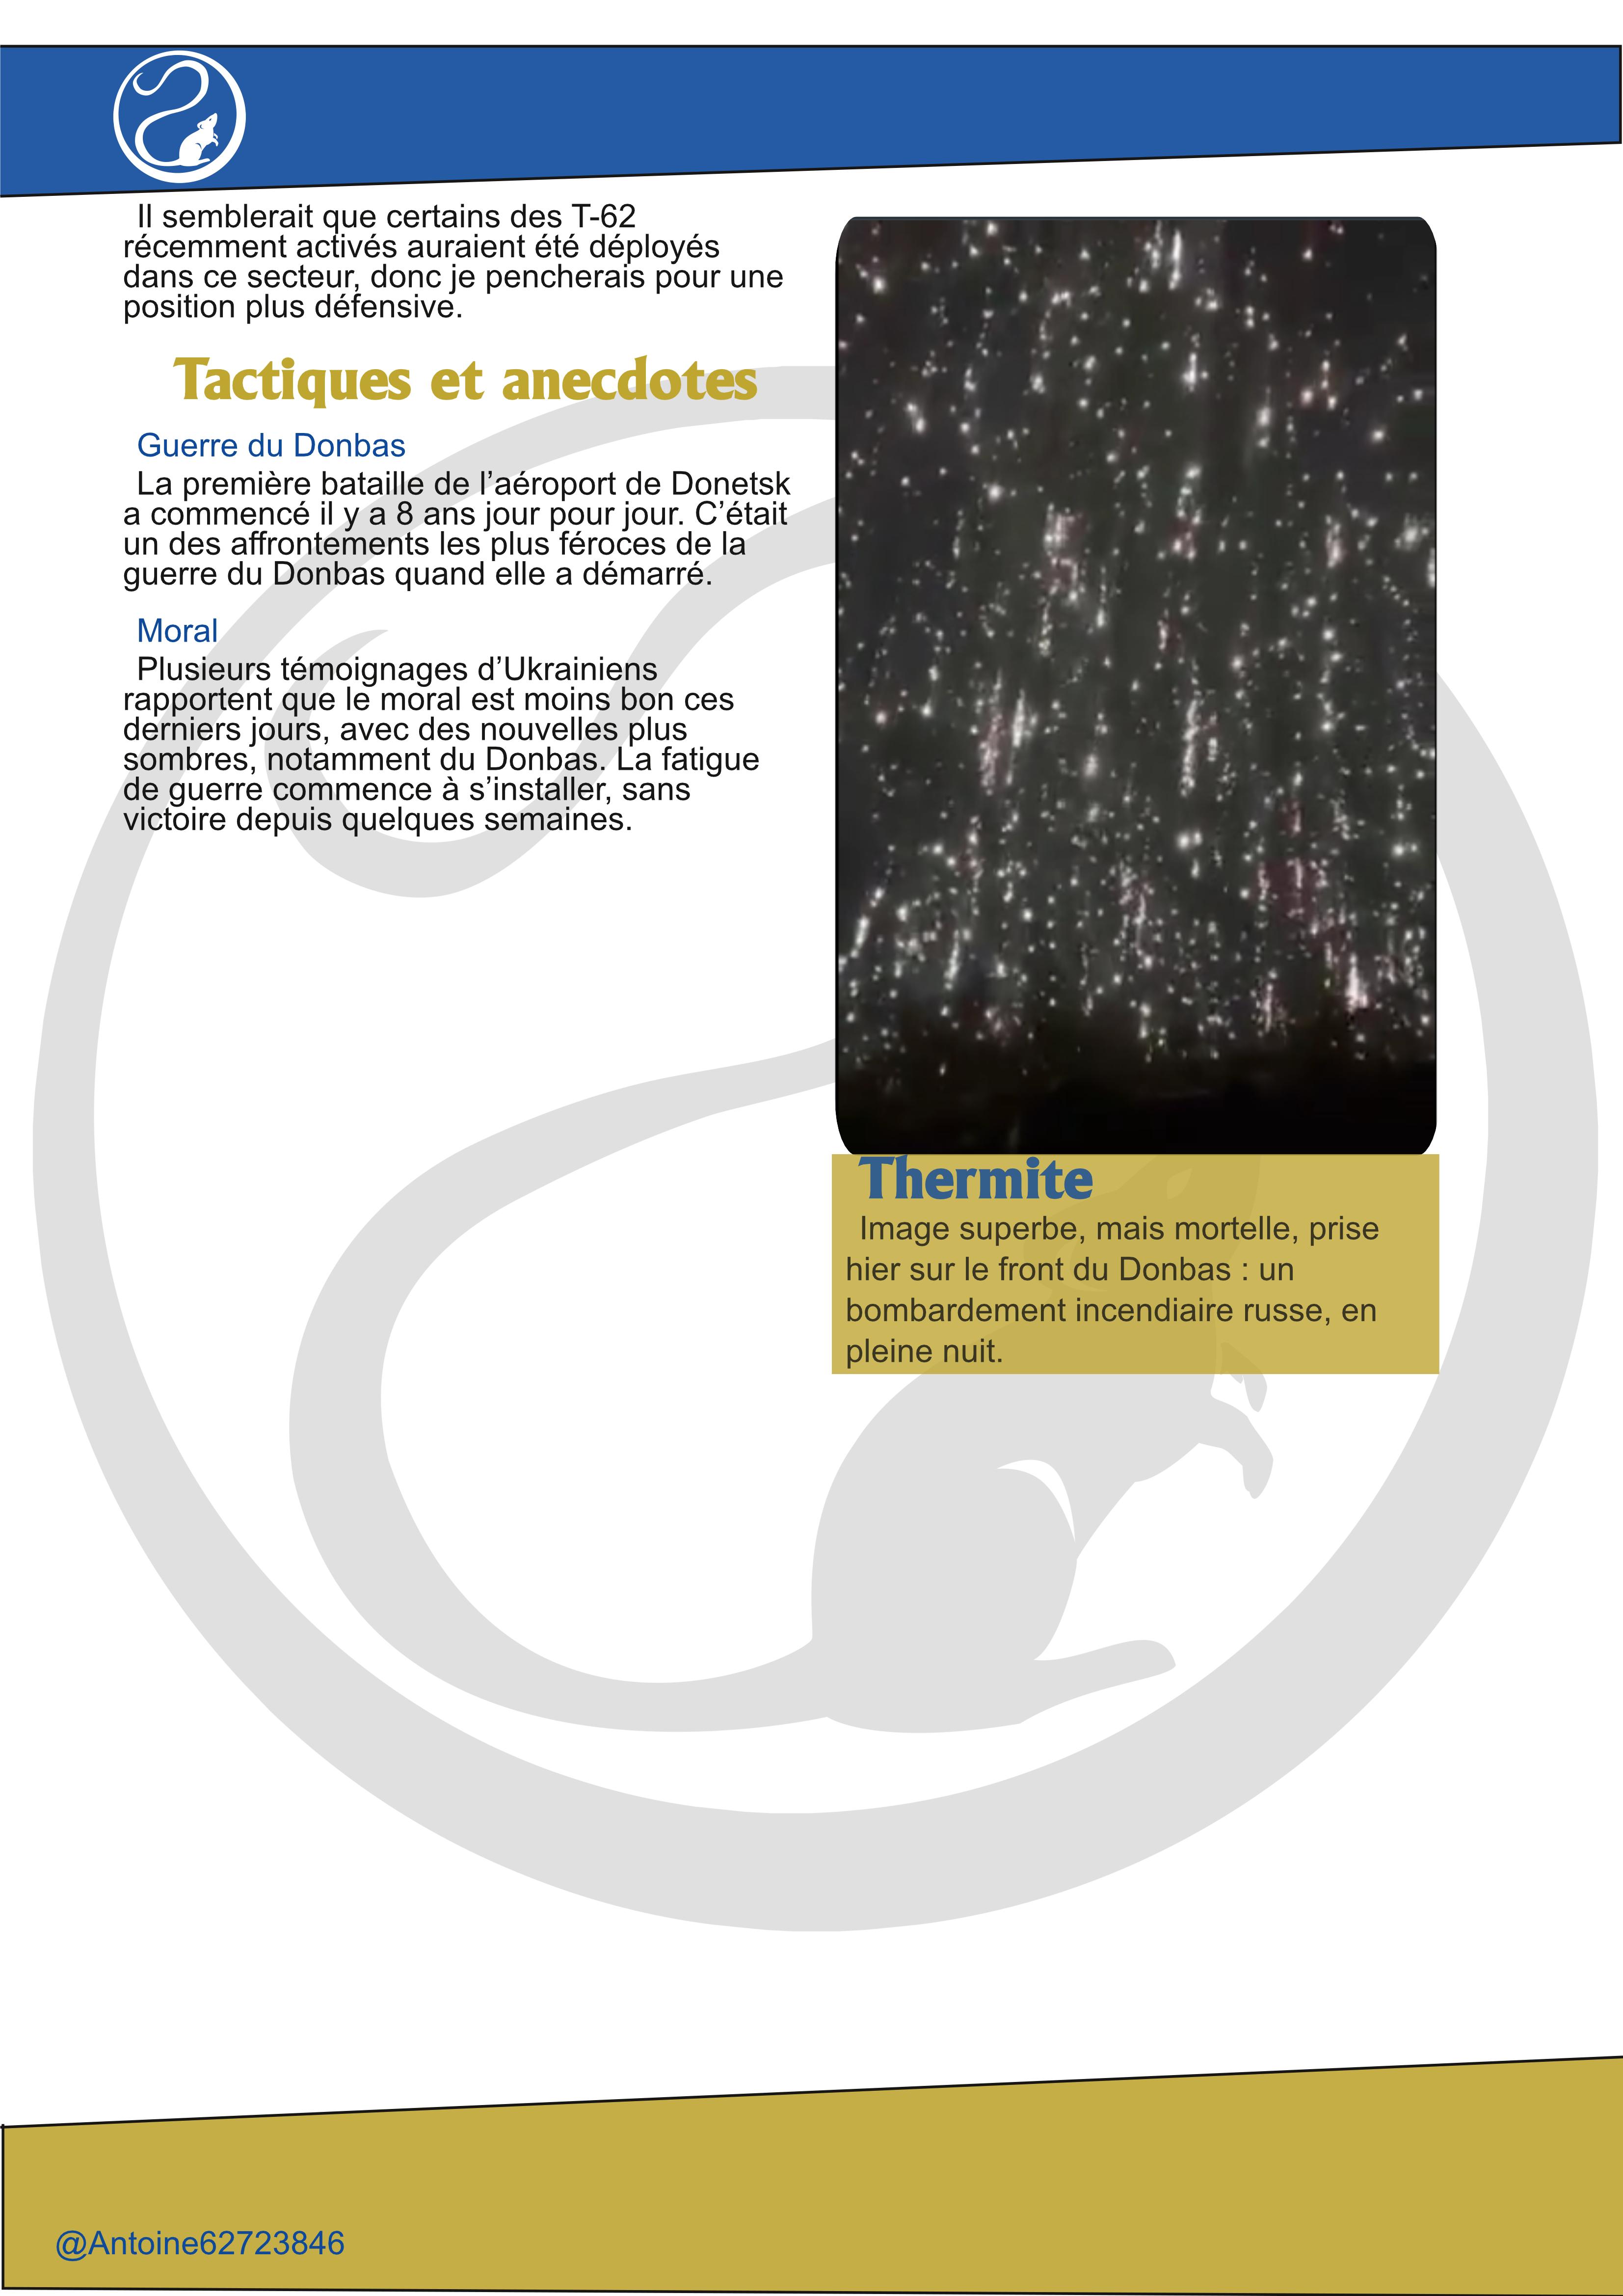 Il semblerait que certains des T-62
récemment activés auraient été déployés
dans ce secteur, donc je pencherais pour une
position plus défensive.
Tactiques et anecdotes
Guerre du Donbas
La première bataille de l’aéroport de Donetsk
a commencé il y a 8 ans jour pour jour. C’était
un des affrontements les plus féroces de la
guerre du Donbas quand elle a démarré.
Moral
Plusieurs témoignages d’Ukrainiens
rapportent que le moral est moins bon ces
derniers jours, avec des nouvelles plus
sombres, notamment du Donbas. La fatigue
de guerre commence à s’installer, sans
victoire depuis quelques semaines.
Thermite
Image superbe, mais mortelle, prise
hier sur le front du Donbas : un
bombardement incendiaire russe, en
pleine nuit.
@Antoine62723846